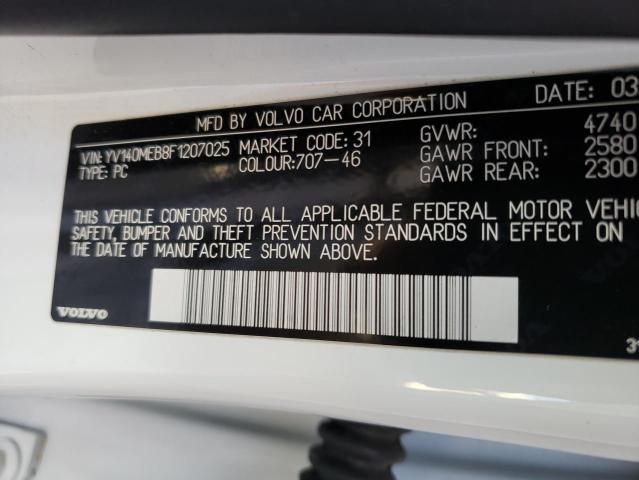 MFD BY VOLVO CAR CORPORATION DATE: 03
VIN: YV140MEB8F1207025 MARKET CODE: 31 GVWR: 4740
TYPE: PC COLOUR: 707-46 GAWR FRONT: 2580
GAWR REAR: 2300
THIS VEHICLE CONFORMS TO ALL APPLICABLE FEDERAL MOTOR VEHIC
SAFETY, BUMPER AND THEFT PREVENTION STANDARDS IN EFFECT ON
THE DATE OF MANUFACTURE SHOWN ABOVE.
VOLVO
31